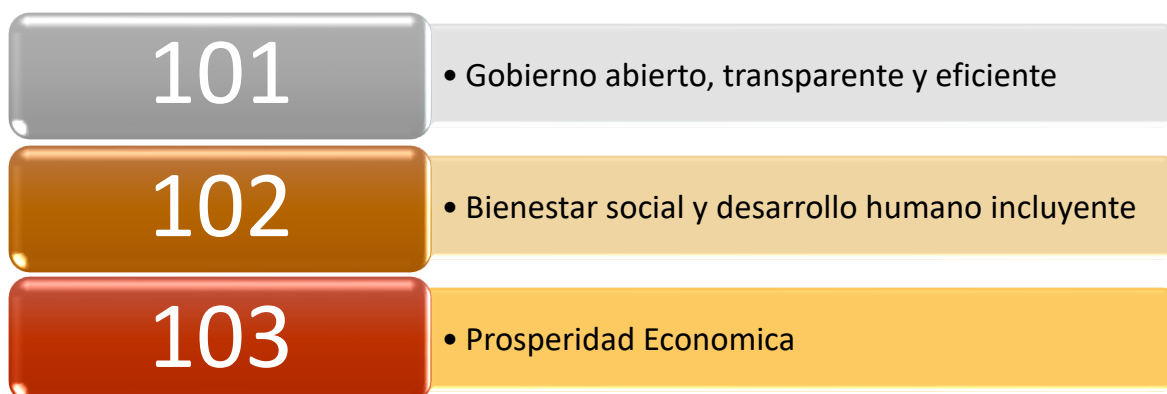 101
• Gobierno abierto, transparente y eficiente
102
• Bienestar social y desarrollo humano incluyente
103
• Prosperidad Economica